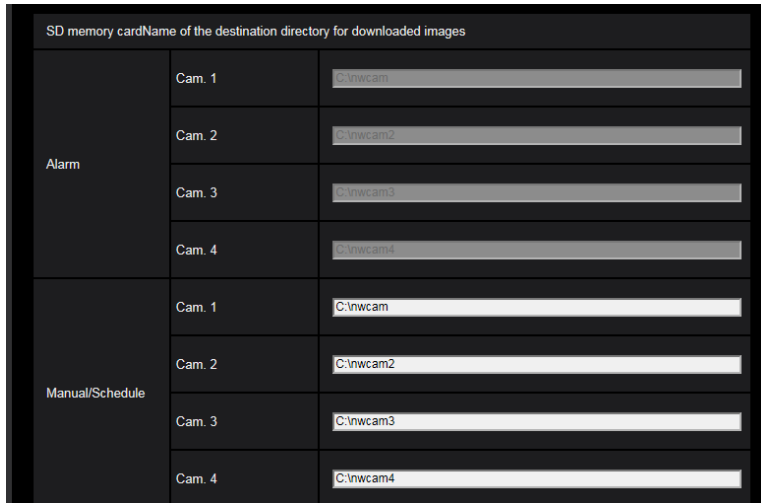 SD memory cardName of the destination directory for downloaded images
Alarm
Cam. 1
C:\nwcam
Cam. 2
C:\nwcam2
Cam. 3
C:\nwcam3
Cam. 4
C:\nwcam4
Manual/Schedule
Cam. 1
C:\nwcam
Cam. 2
C:\nwcam2
Cam. 3
C:\nwcam3
Cam. 4
C:\nwcam4